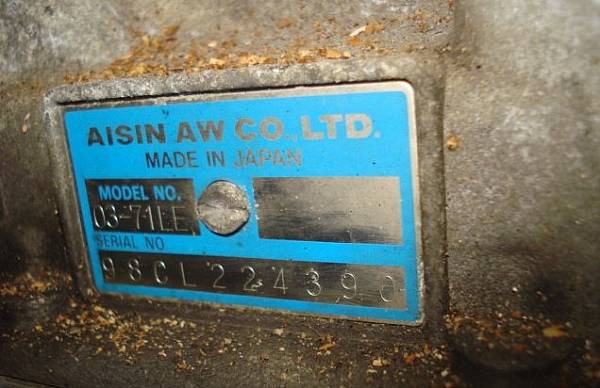 AISIN AW CO., LTD.
MADE IN JAPAN
MODEL NO.
03-71LE
SERIAL NO
98CL224390